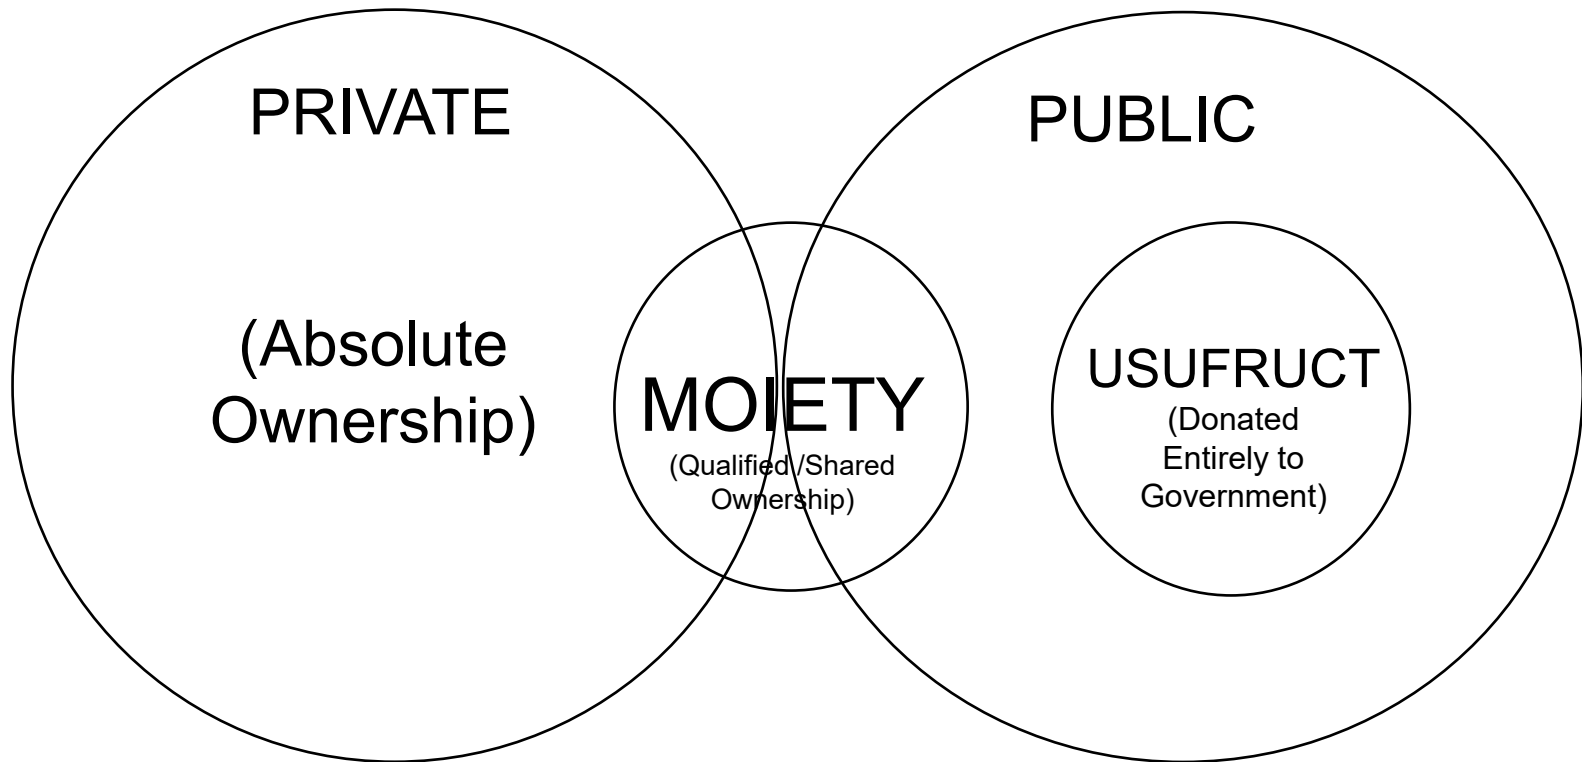 PRIVATE
PUBLIC
(Absolute
Ownership)
MOIETY
(Qualified /Shared
Ownership)
USUFRUCT
(Donated
Entirely to
Government)